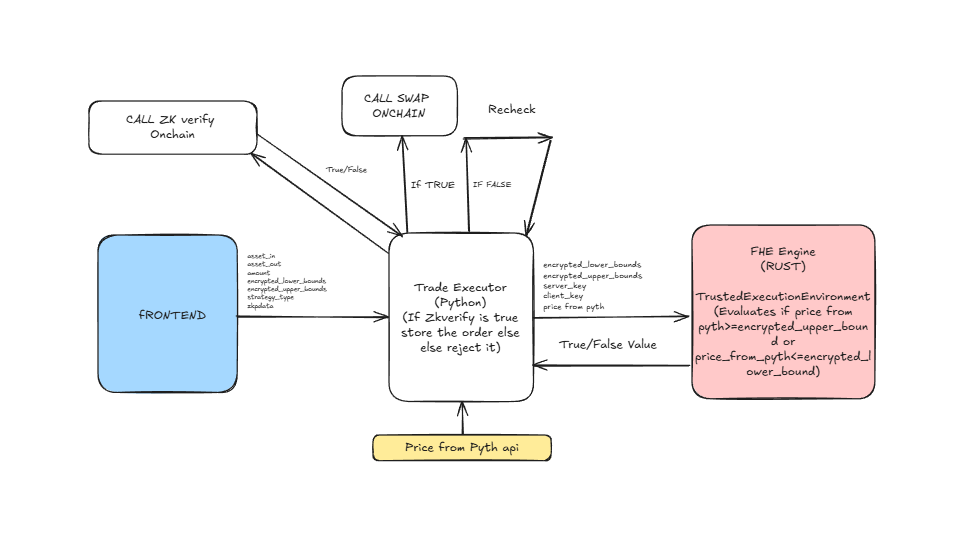 CALL SWAP
ONCHAIN
Recheck
CALL ZK verify
Onchain
True/False
If TRUE
IF FALSE
asset_in
asset_out
amount
encrypted_lower_bounds
encrypted_upper_bounds
strategy_type
zkpdata
fRONTEND
Trade Executor
(Python)
(If Zkverify is true
store the order else
else reject it)
encrypted_lower_bounds
encrypted_upper_bounds
server_key
client_key
price from pyth
True/False Value
FHE Engine
(RUST)
TrustedExecutionEnvironment
(Evaluates if price from
pyth>=encrypted_upper_boun
d or
price_from_pyth<=encrypted_l
ower_bound)
Price from Pyth api